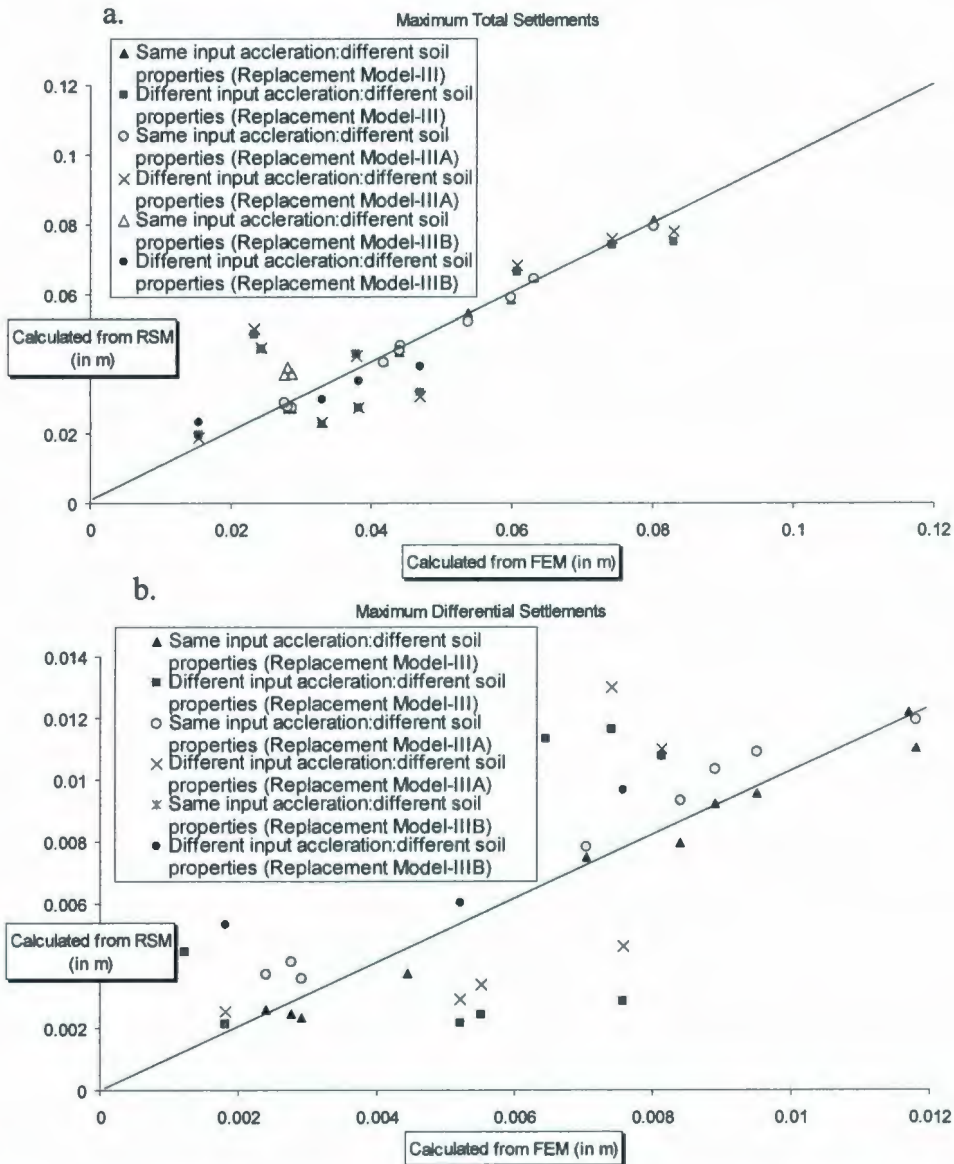 a.
Maximum Total Settlements
Same input accleration:different soil
properties (Replacement Model-III)
Different input accleration:different soil
properties (Replacement Model-III)
Same input accleration:different soil
properties (Replacement Model-IIIA)
Different input accleration:different soil
properties (Replacement Model-IIIA)
Same input accleration:different soil
properties (Replacement Model-IIIB)
Different input accleration:different soil
properties (Replacement Model-IIIB)
0.12
0.1
0.08
0.06
Calculated from RSM
(in m)
0.02
0
0
0.02
0.04
0.06
0.08
0.1
0.12
Calculated from FEM (in m)
b.
Maximum Differential Settlements
Same input accleration:different soil
properties (Replacement Model-III)
Different input accleration:different soil
properties (Replacement Model-III)
Same input accleration:different soil
properties (Replacement Model-IIIA)
Different input accleration:different soil
properties (Replacement Model-IIIA)
Same input accleration:different soil
properties (Replacement Model-IIIB)
Different input accleration:different soil
properties (Replacement Model-IIIB)
0.014
0.012
0.01
0.008
0.006
Calculated from RSM
(in m)
0.002
0
0
0.002
0.004
0.006
0.008
0.01
0.012
Calculated from FEM (in m)